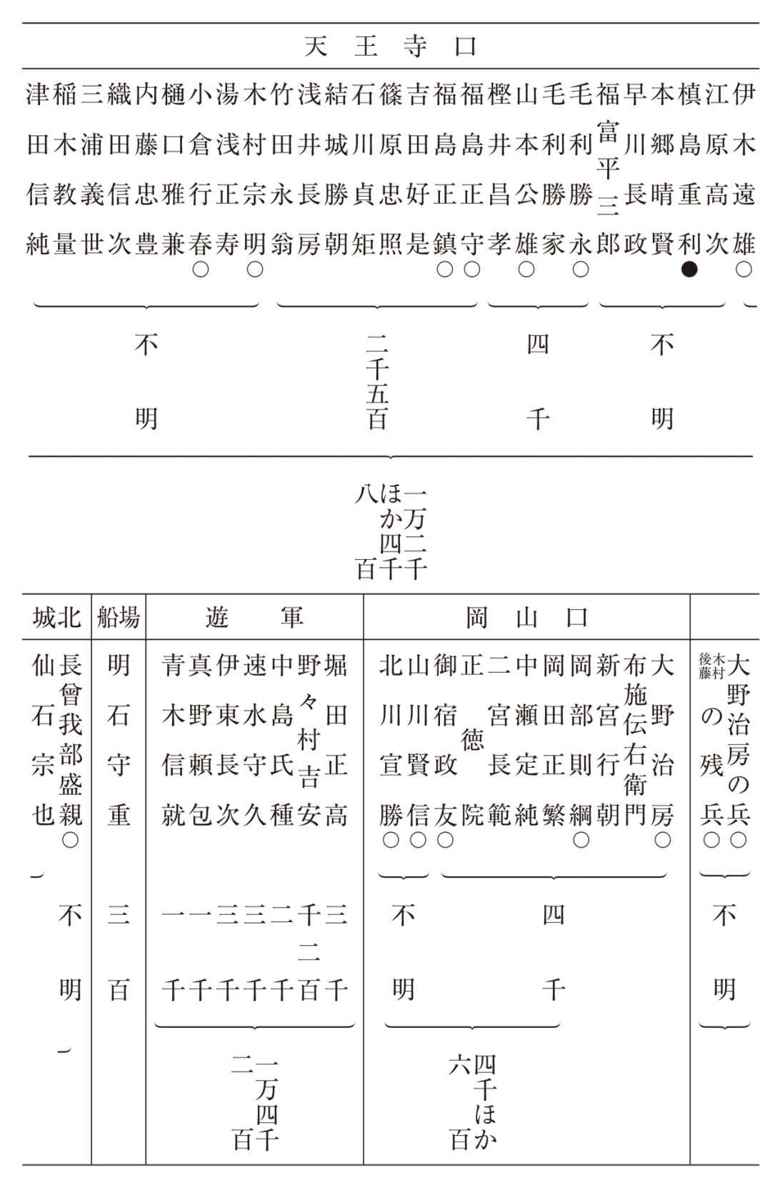 天王寺口
伊木遠雄○
江原高次
槙島重利●
本郷晴賢
早川長政
福富平三郎
毛利勝永○
毛利勝家
山本公雄○
樫井昌孝
福島正守○
福島正鎮○
吉田好是
篠原忠照
石川貞矩
結城勝朝
浅井長房
竹田永翁
木村宗明○
湯浅正寿
小倉行春○
樋口雅兼
内藤忠豊
織田信次
三浦義世
稲木教量
津田信純
不明
四千
二千五百
不明
一万二千
ほか四千
八百
大野治房の兵○
木村
後藤
の残兵○
不明
岡山口
大野治房○
布施伝右衛門
新宮行朝
岡部則綱○
岡田正繁
中瀬定純
二宮長範
正徳院
御宿政友○
山川賢信○
北川宣勝○
四千
不明
四千ほか
六百
遊軍
堀田正高
野々村吉安
中島氏種
速水守久
伊東長次
真野頼包
青木信就
三千
千二百
二千
三千
三千
一千
一千
一万四千
二百
船場
明石守重
三百
北
城
長曾我部盛親○
仙石宗也
不明